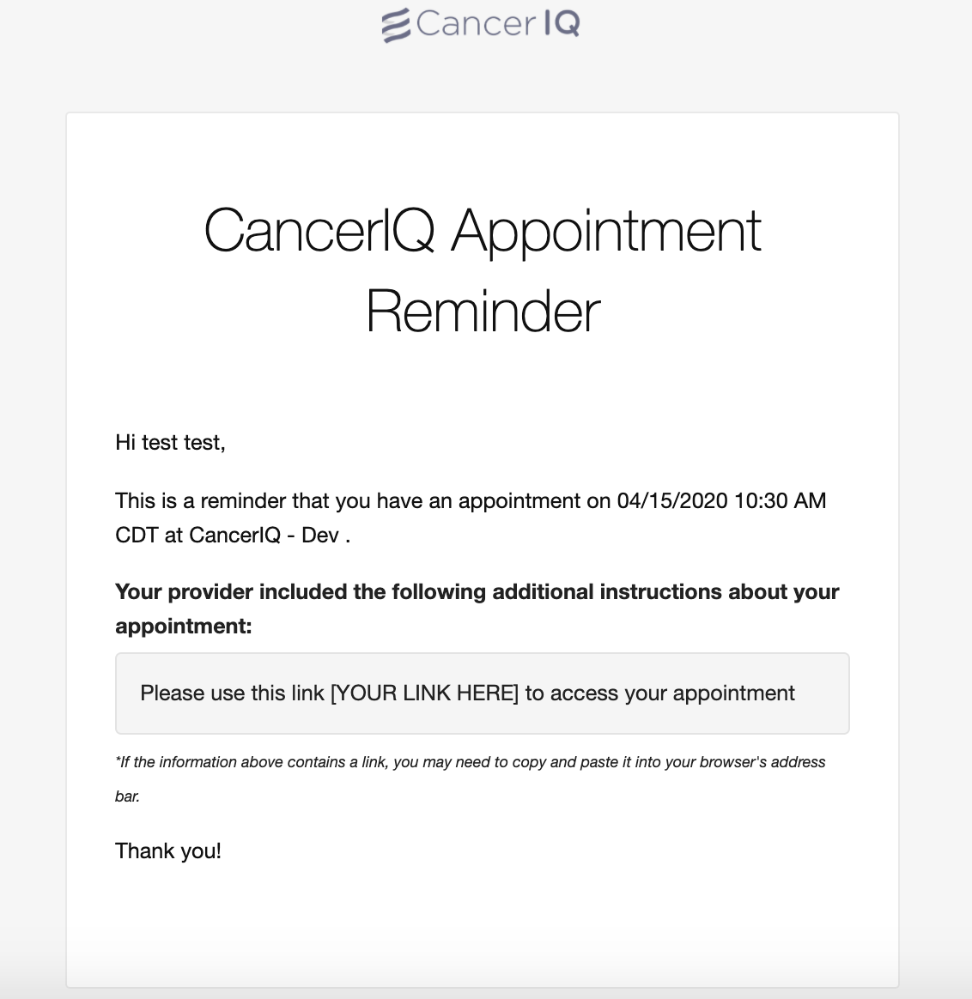 Cancer IQ
CancerIQ Appointment
Reminder
Hi test test,
This is a reminder that you have an appointment on 04/15/2020 10:30 AM
CDT at CancerIQ - Dev .
Your provider included the following additional instructions about your
appointment:
Please use this link [YOUR LINK HERE] to access your appointment
*If the information above contains a link, you may need to copy and paste it into your browser's address
bar.
Thank you!